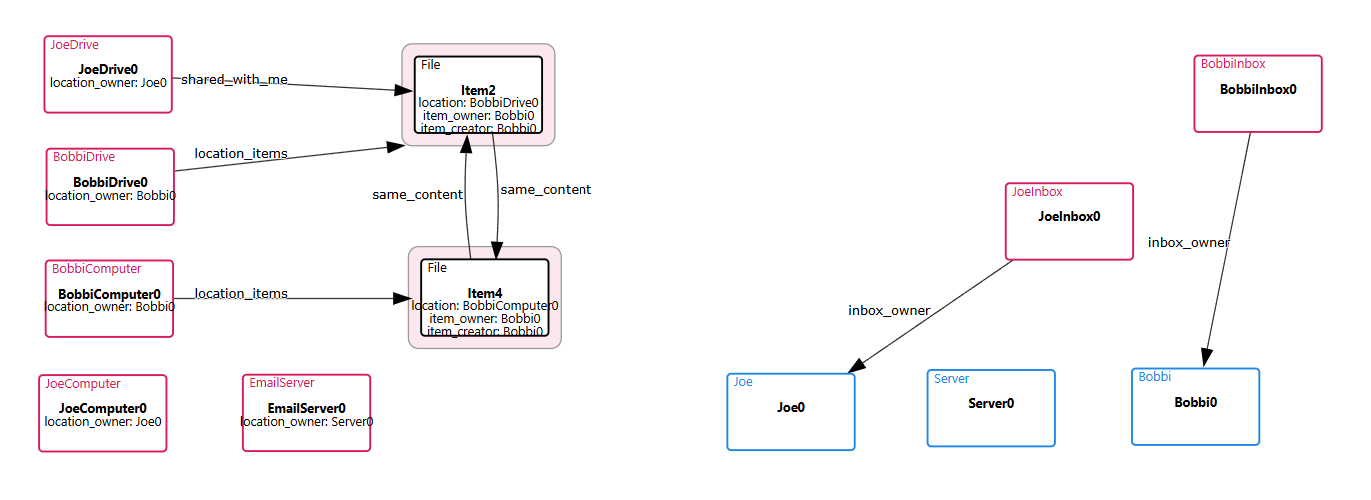 JoeDrive
JoeDrive0
location_owner: Joe0
shared_with_me
File
Item2
location: BobbiDrive0
item_owner: Bobbi0
item_creator: Bobbi0
BobbiDrive
BobbiDrive0
location_owner: Bobbi0
location_items
same_content
same_content
BobbiComputer
BobbiComputer0
location_owner: Bobbi0
location_items
File
Item4
location: BobbiComputer0
item_owner: Bobbi0
item_creator: Bobbi0
JoeComputer
JoeComputer0
location_owner: Joe0
EmailServer
EmailServer0
location_owner: Server0
BobbiInbox
BobbiInbox0
JoeInbox
JoeInbox0
inbox_owner
inbox_owner
Joe
Joe0
Server
Server0
Bobbi
Bobbi0